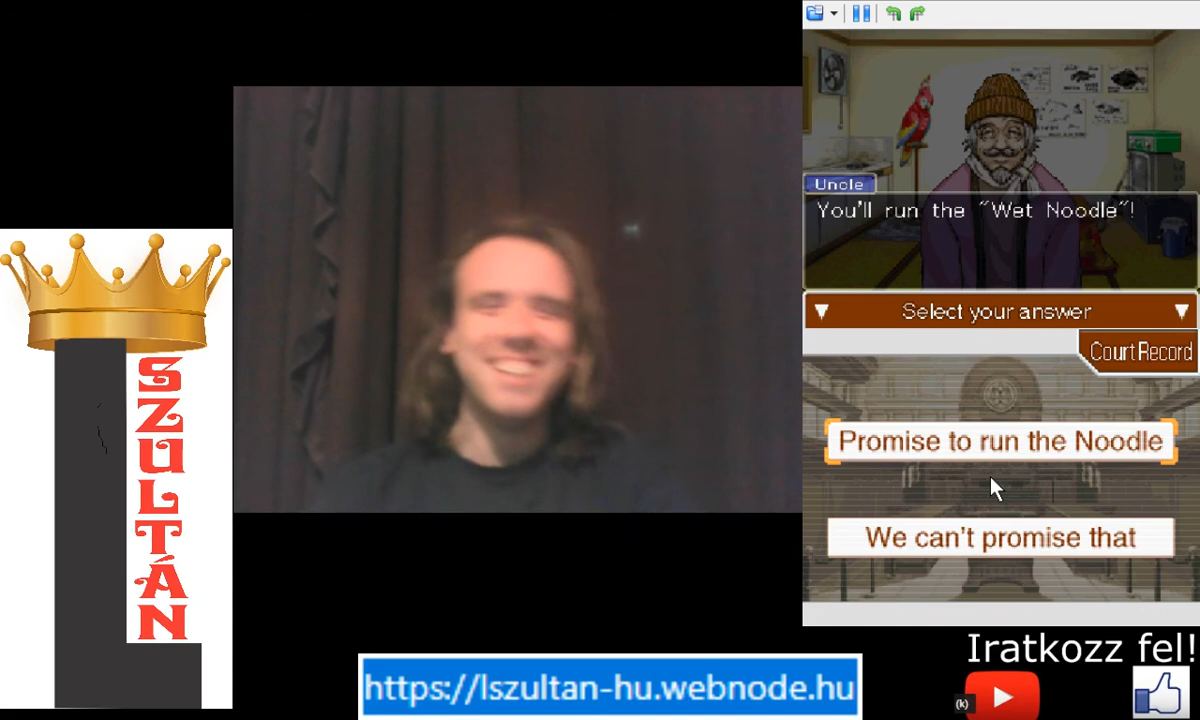 Uncle
You'll run the "Wet Noodle"!
Select your answer
Court Record
Promise to run the Noodle
We can't promise that
SZULTÁN
Iratkozz fel!
https://lszultan-hu.webnode.hu
(k)